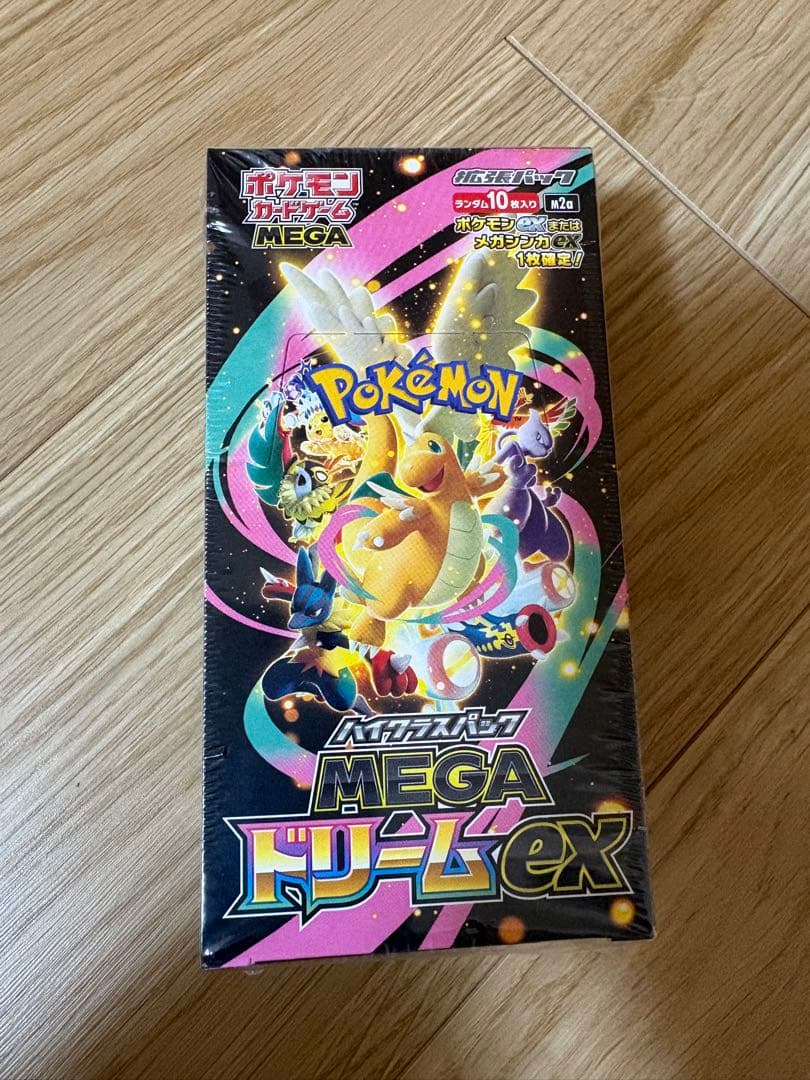 ポケモン
カードゲーム
MEGA
拡張パック
ランダム10枚入り M2a
ポケモンexまたは
メガシンカex
1枚確定!
POKéMON
TM
ハイクラスパック
MEGA
ドリームex